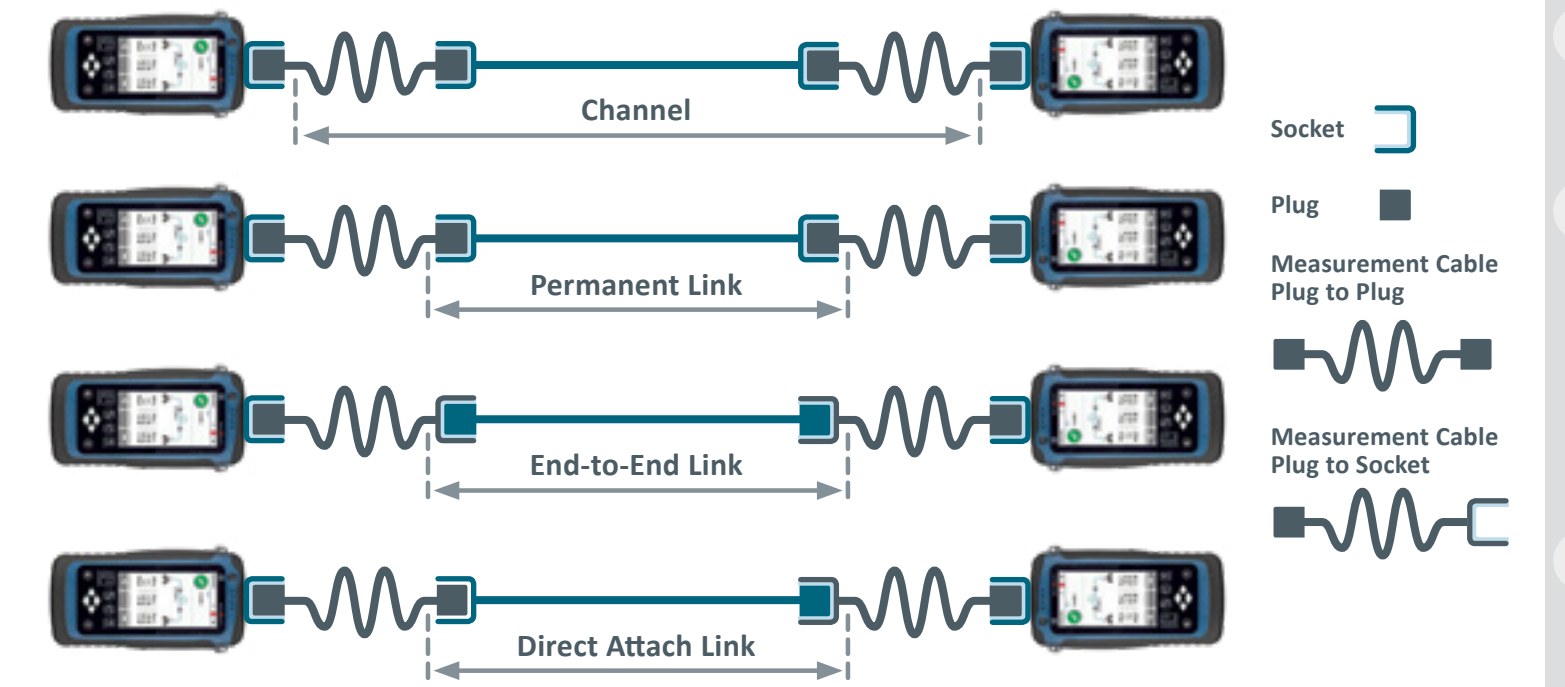 Channel
Socket
Plug
Measurement Cable
Plug to Plug
Permanent Link
Measurement Cable
Plug to Socket
End-to-End Link
Direct Attach Link